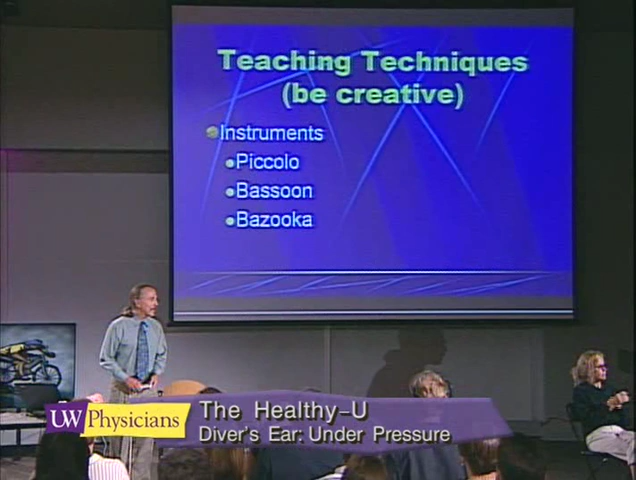 Teaching Techniques
(be creative)
Instruments
Piccolo
Bassoon
Bazooka
UW Physicians
The Healthy-U
Diver's Ear: Under Pressure